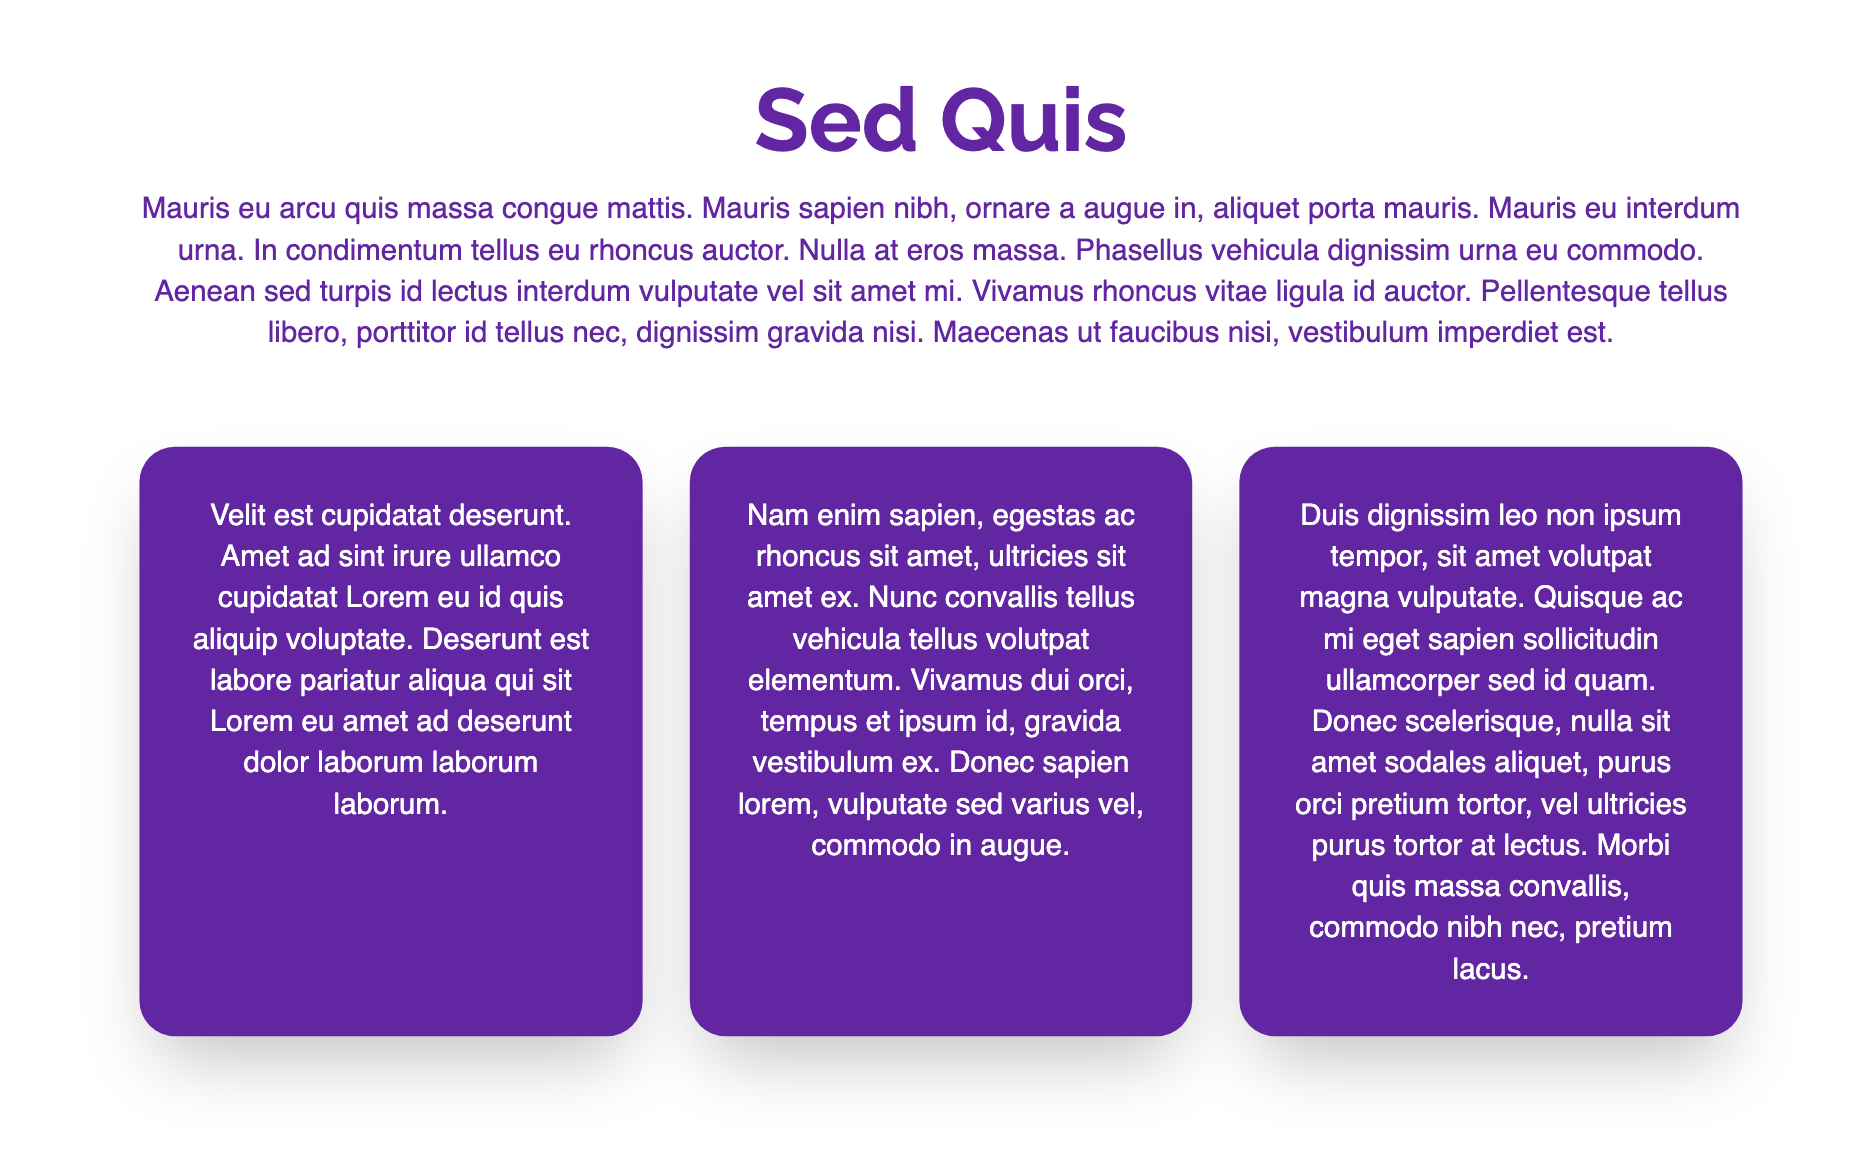 Sed Quis
Mauris eu arcu quis massa congue mattis. Mauris sapien nibh, ornare a augue in, aliquet porta mauris. Mauris eu interdum
urna. In condimentum tellus eu rhoncus auctor. Nulla at eros massa. Phasellus vehicula dignissim urna eu commodo.
Aenean sed turpis id lectus interdum vulputate vel sit amet mi. Vivamus rhoncus vitae ligula id auctor. Pellentesque tellus
libero, porttitor id tellus nec, dignissim gravida nisi. Maecenas ut faucibus nisi, vestibulum imperdiet est.
Velit est cupidatat deserunt.
Amet ad sint irure ullamco
cupidatat Lorem eu id quis
aliquip voluptate. Deserunt est
labore pariatur aliqua qui sit
Lorem eu amet ad deserunt
dolor laborum laborum
laborum.
Nam enim sapien, egestas ac
rhoncus sit amet, ultricies sit
amet ex. Nunc convallis tellus
vehicula tellus volutpat
elementum. Vivamus dui orci,
tempus et ipsum id, gravida
vestibulum ex. Donec sapien
lorem, vulputate sed varius vel,
commodo in augue.
Duis dignissim leo non ipsum
tempor, sit amet volutpat
magna vulputate. Quisque ac
mi eget sapien sollicitudin
ullamcorper sed id quam.
Donec scelerisque, nulla sit
amet sodales aliquet, purus
orci pretium tortor, vel ultricies
purus tortor at lectus. Morbi
quis massa convallis,
commodo nibh nec, pretium
lacus.